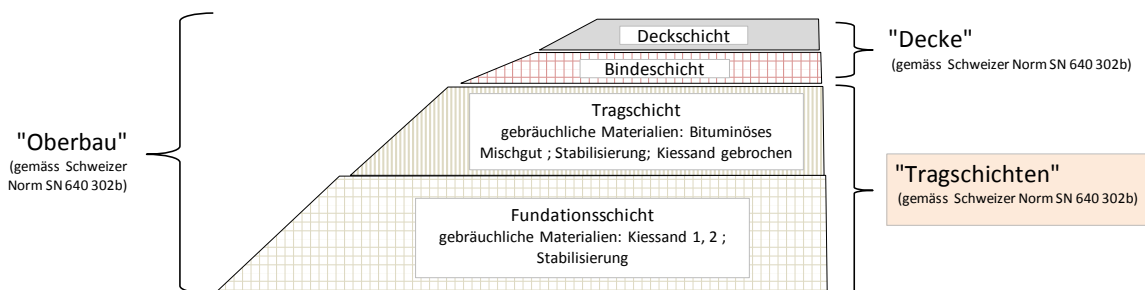 "Oberbau"
(gemäss Schweizer
Norm SN 640 302b)
Deckschicht
Bindeschicht
Tragschicht
gebräuchliche Materialien: Bituminöses
Mischgut ; Stabilisierung; Kiessand gebrochen
Fundationsschicht
gebräuchliche Materialien: Kiessand 1, 2 ;
Stabilisierung
"Decke"
(gemäss Schweizer Norm SN 640 302b)
"Tragschichten"
(gemäss Schweizer Norm SN 640 302b)